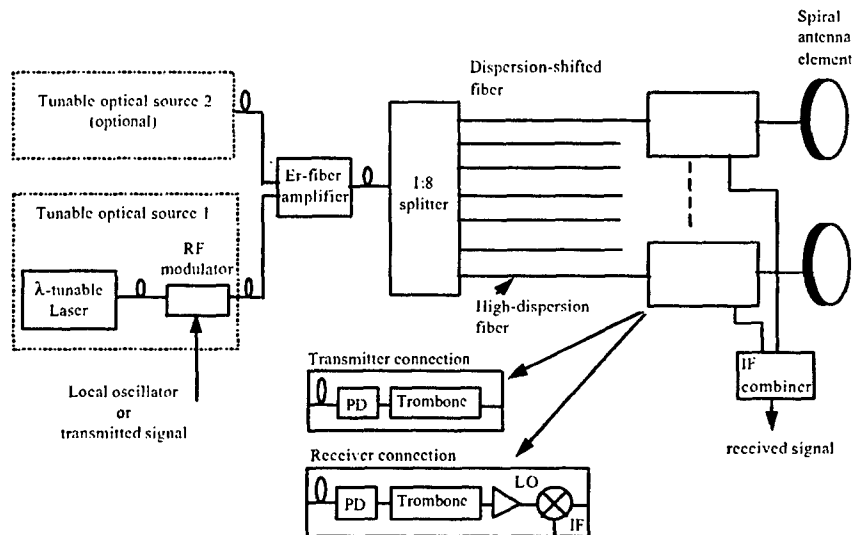 Spiral
antenna
element
Dispersion-shifted
fiber
Tunable optical source 2
(optional)
Er-fiber
amplifier
1:8
splitter
Tunable optical source 1
RF
modulator
λ-tunable
Laser
High-dispersion
fiber
Local oscillator
or
transmitted signal
Transmitter connection
PD
Trombone
IF
combiner
received signal
Receiver connection
PD
Trombone
LO
IF